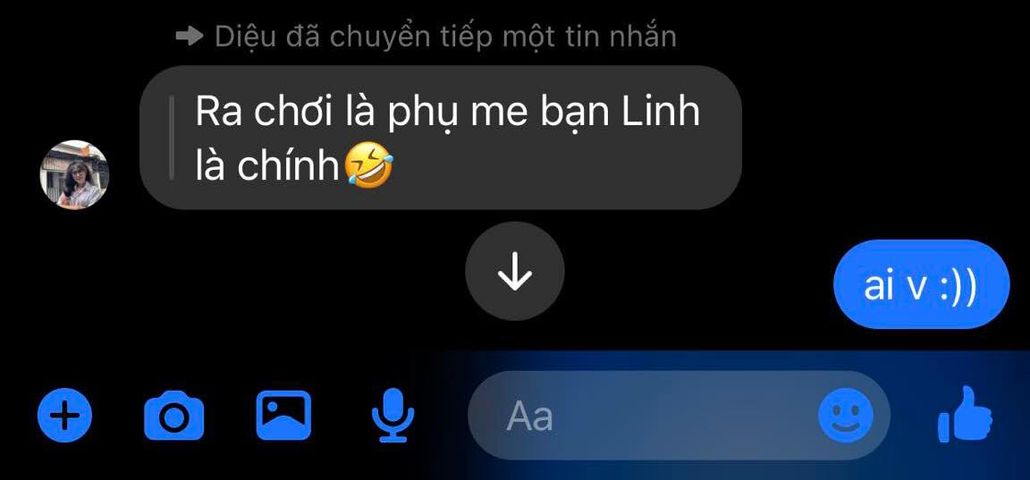 Diệu đã chuyển tiếp một tin nhắn
Ra chơi là phụ me bạn Linh
là chính🤣
ai v :))
Aa